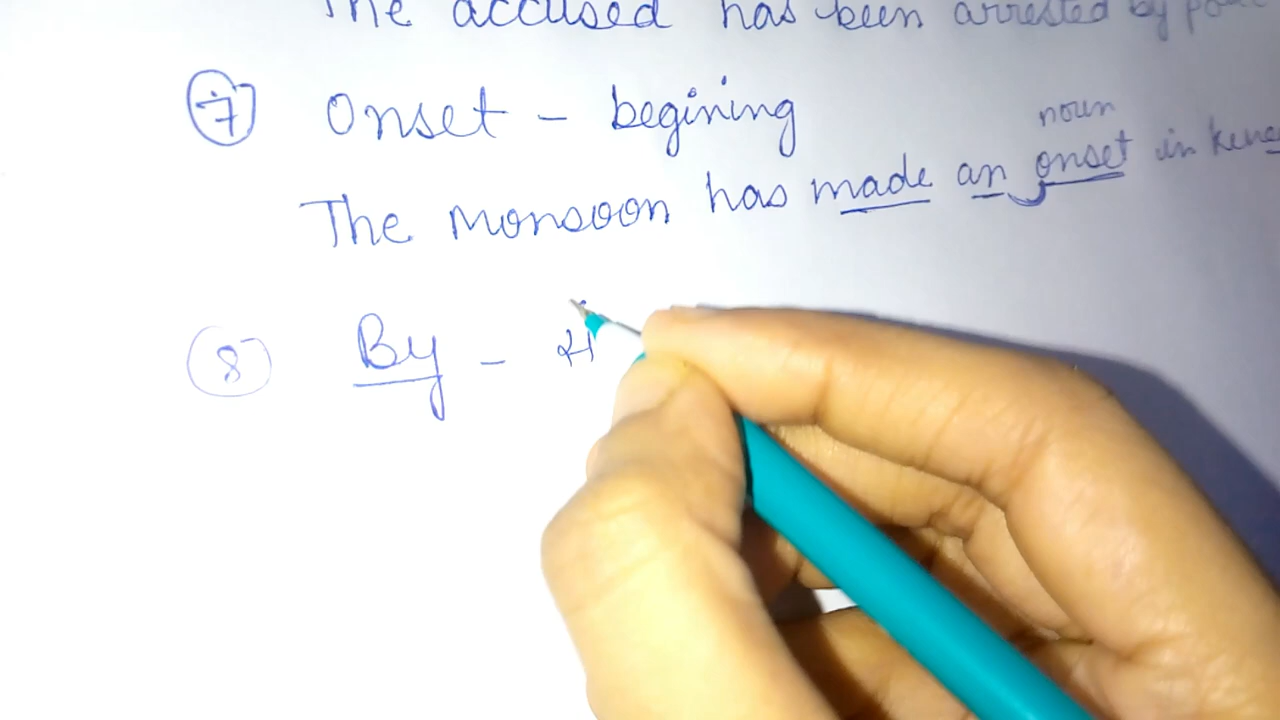 The accused has been arrested by
⑦ Onset - begining
noun
The Monsoon has made an onset in
⑧ By -